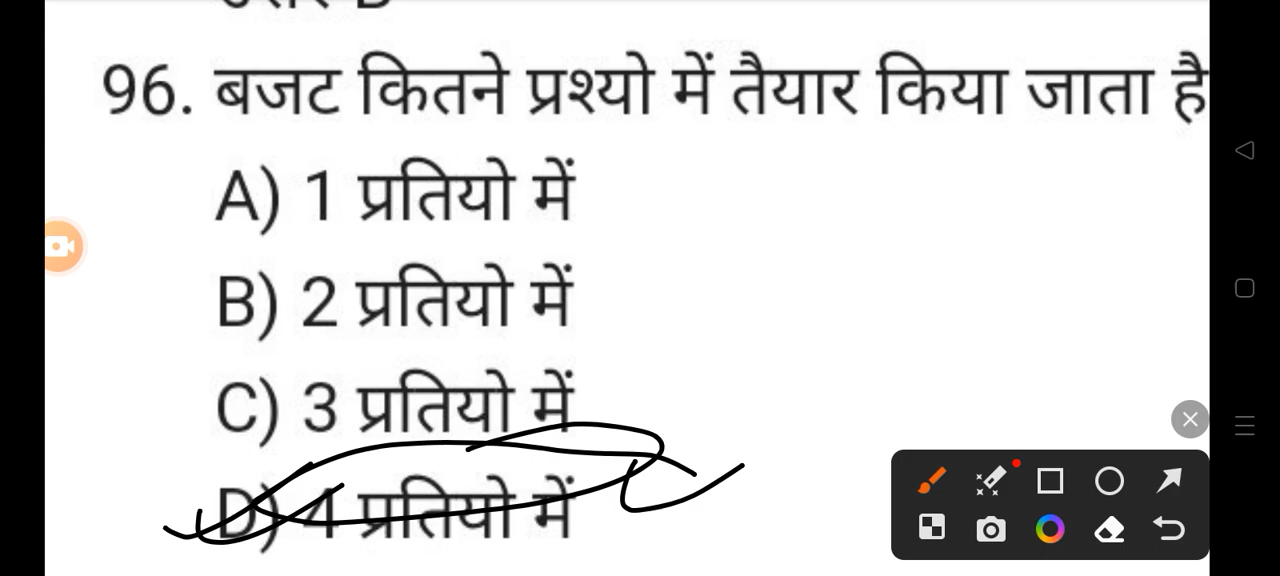 96. बजट कितने प्रश्यो में तैयार किया जाता है
A) 1 प्रतियो में
B) 2 प्रतियो में
C) 3 प्रतियो में
D) 4 प्रतियो में